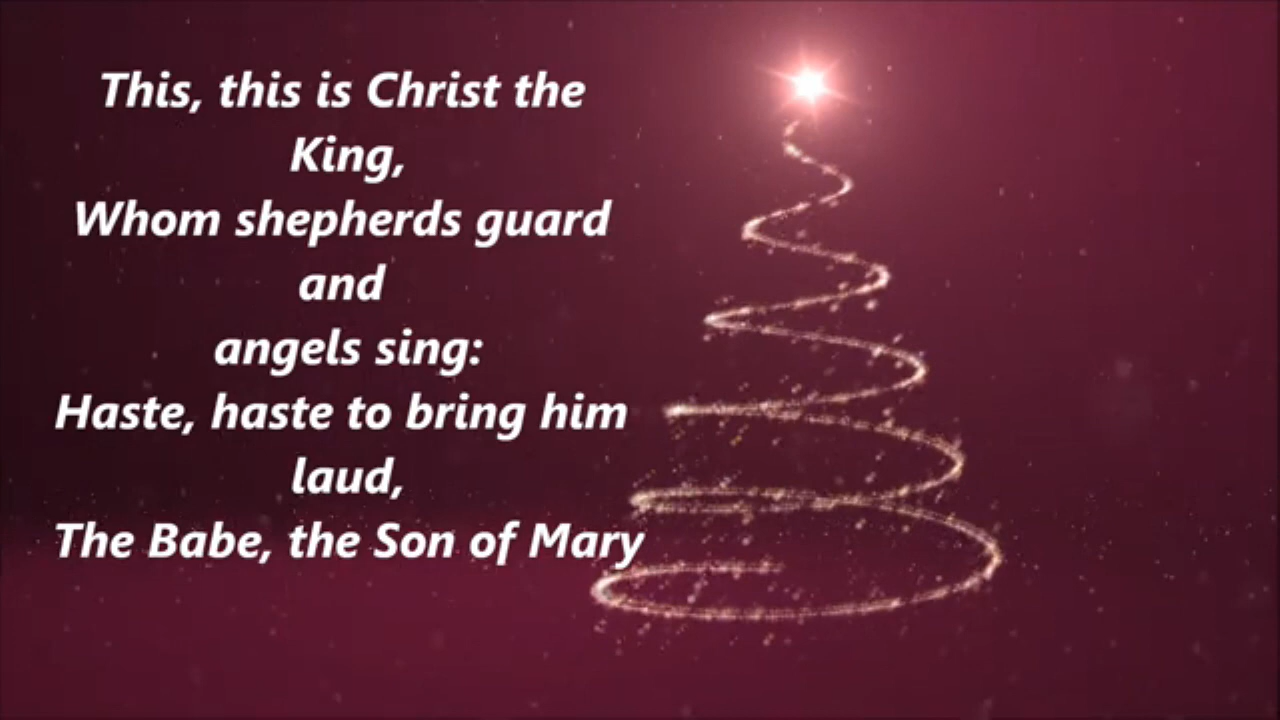 This, this is Christ the
King,
Whom shepherds guard
and
angels sing:
Haste, haste to bring him
laud,
The Babe, the Son of Mary